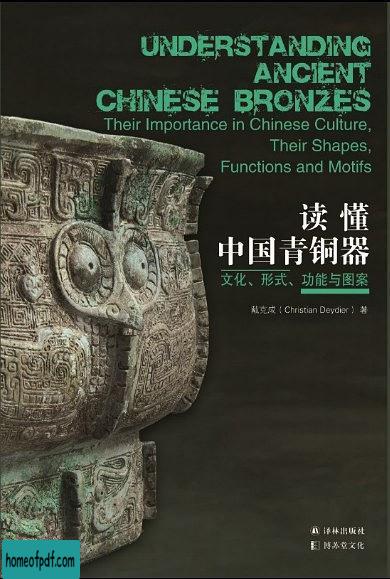 UNDERSTANDING
ANCIENT
CHINESE BRONZES
Their Importance in Chinese Culture,
Their Shapes,
Functions and Motifs
读懂
中国青铜器
文化、形式、功能与图案
戴克成（Christian Deydier）著
译林出版社
博苏堂文化
homeofpdf.com